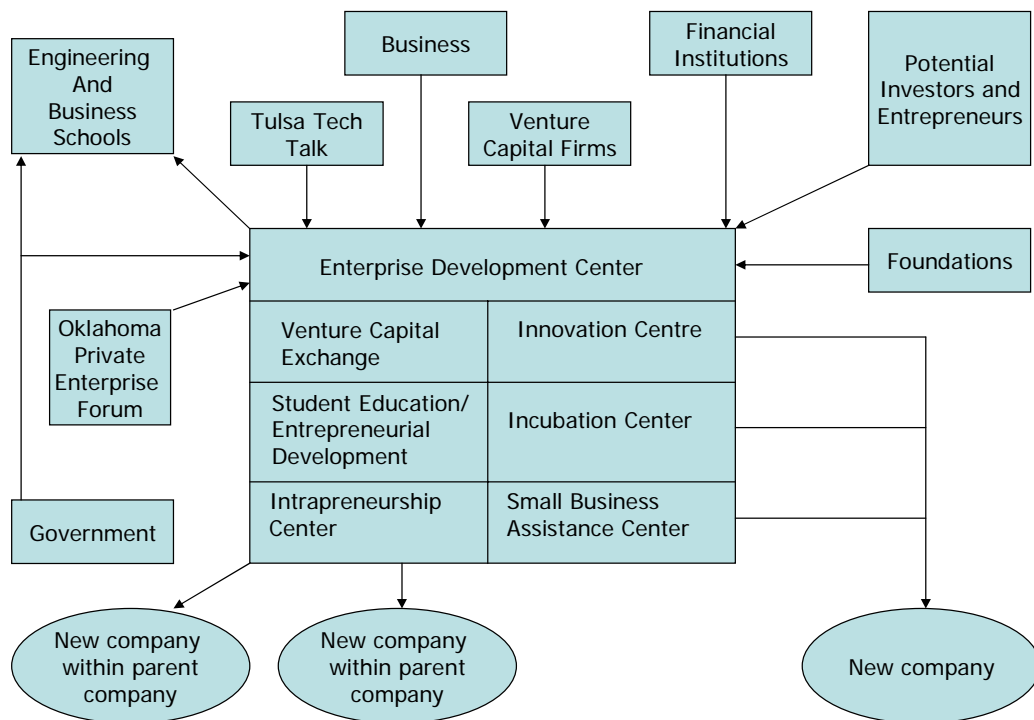 Engineering
And
Business
Schools
Business
Financial
Institutions
Potential
Investors and
Entrepreneurs
Tulsa Tech
Talk
Venture
Capital Firms
Enterprise Development Center
Foundations
Oklahoma
Private
Enterprise
Forum
Venture Capital
Exchange
Innovation Centre
Student Education/
Entrepreneurial
Development
Incubation Center
Intrapreneurship
Center
Small Business
Assistance Center
Government
New company
within parent
company
New company
within parent
company
New company